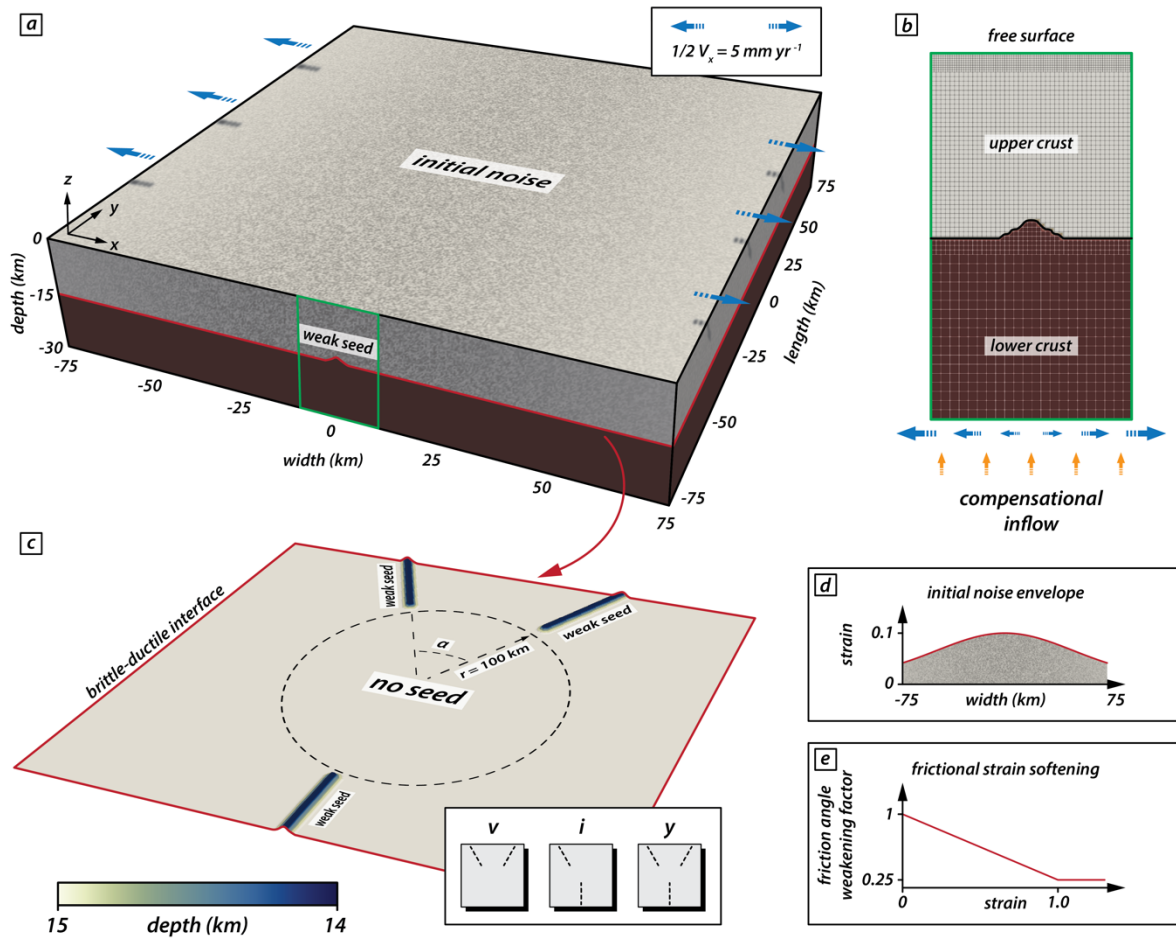 a
1/2 Vx = 5 mm yr -1
initial noise
z
y
x
0
-15
-30
depth (km)
weak seed
-75
-50
-25
0
25
50
75
width (km)
75
50
25
0
-25
-50
-75
length (km)
b
free surface
upper crust
lower crust
compensational
inflow
c
brittle-ductile interface
weak seed
weak seed
α
r = 100 km
no seed
weak seed
v
i
y
15
14
depth (km)
d
initial noise envelope
strain
0.1
0
-75
75
width (km)
e
frictional strain softening
friction angle
weakening factor
1
0.25
0
1.0
strain